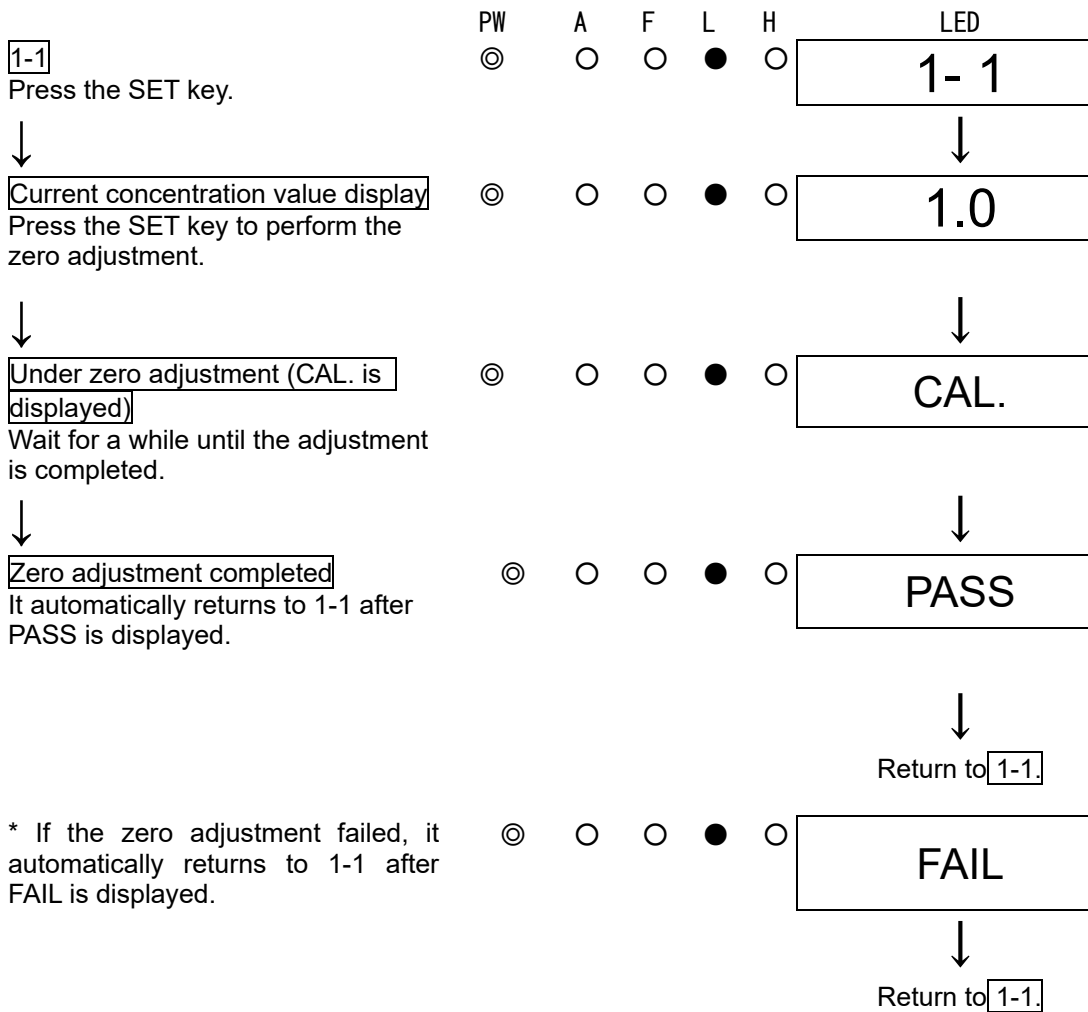 PW A F L H LED
1-1 ◎ ○ ○ ● ○ 1- 1
Press the SET key.
↓ ↓
Current concentration value display ◎ ○ ○ ● ○ 1.0
Press the SET key to perform the
zero adjustment.
↓ ↓
Under zero adjustment (CAL. is ◎ ○ ○ ● ○ CAL.
displayed)
Wait for a while until the adjustment
is completed.
↓ ↓
Zero adjustment completed ◎ ○ ○ ● ○ PASS
It automatically returns to 1-1 after
PASS is displayed.
↓
Return to 1-1.
* If the zero adjustment failed, it ◎ ○ ○ ● ○ FAIL
automatically returns to 1-1 after
FAIL is displayed.
↓
Return to 1-1.